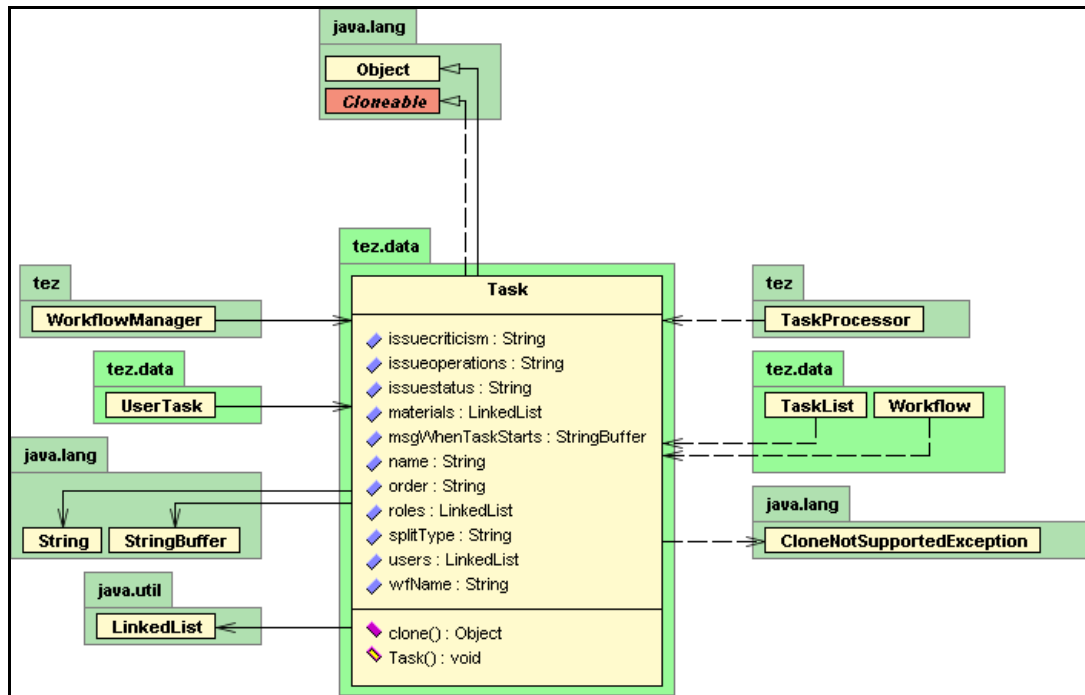 java.lang
Object
Cloneable
tez.data
Task
issuecriticism : String
issueoperations : String
issuestatus : String
materials : LinkedList
msgWhenTaskStarts : StringBuffer
name : String
order : String
roles : LinkedList
splitType : String
users : LinkedList
wfName : String
clone() : Object
Task() : void
tez
WorkflowManager
tez.data
UserTask
java.lang
String StringBuffer
java.util
LinkedList
tez
TaskProcessor
tez.data
TaskList Workflow
java.lang
CloneNotSupportedException